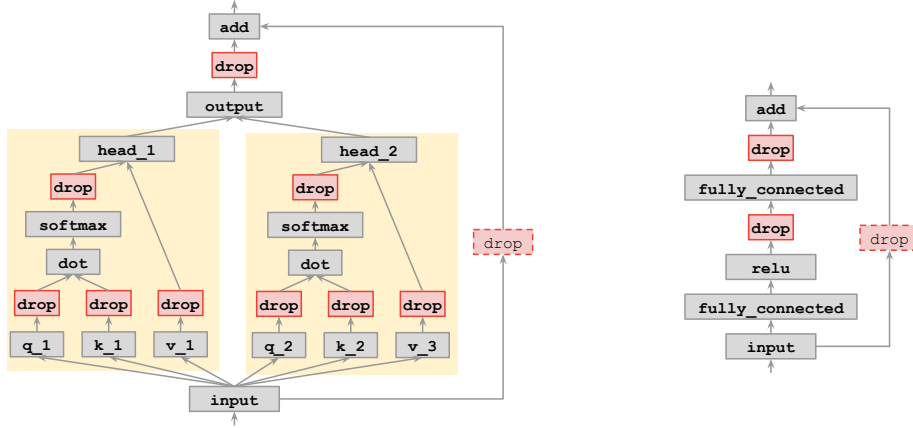 add
drop
output
head_1
head_2
drop
drop
softmax
softmax
dot
dot
drop
drop
drop
drop
drop
drop
q_1
k_1
v_1
q_2
k_2
v_3
input
drop
add
drop
fully_connected
drop
drop
relu
fully_connected
input